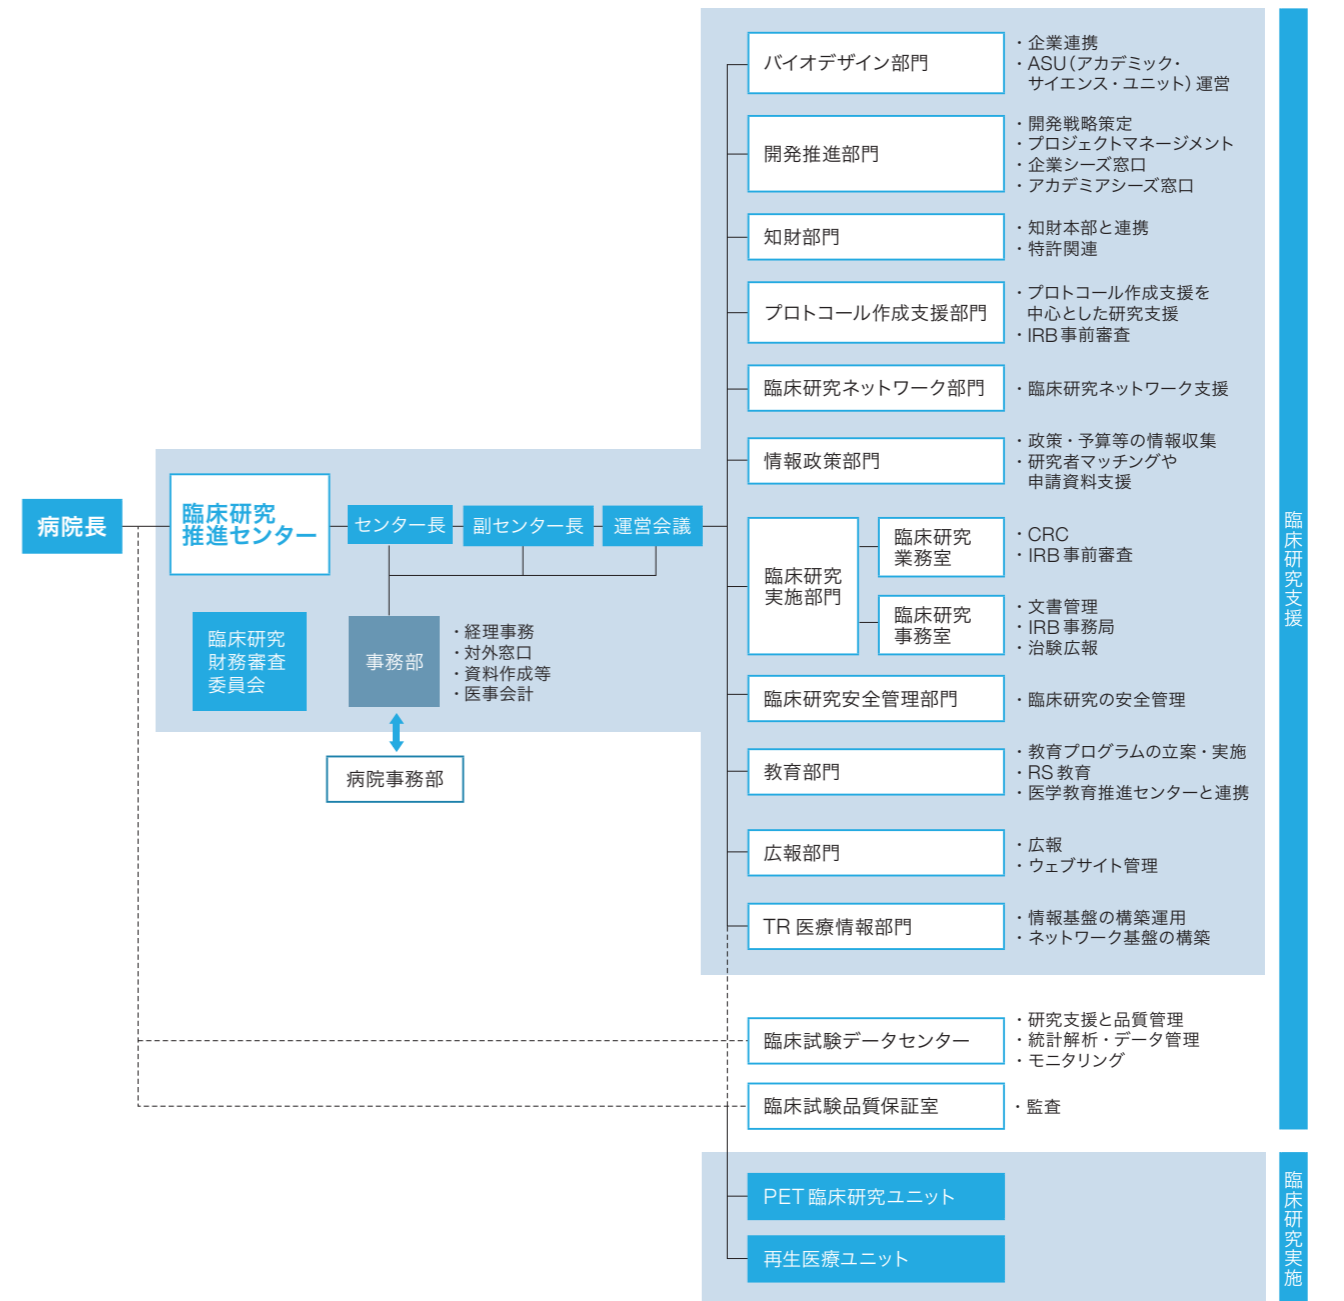 バイオデザイン部門
・企業連携
・ASU（アカデミック・
サイエンス・ユニット）運営
開発推進部門
・開発戦略策定
・プロジェクトマネージメント
・企業シーズ窓口
・アカデミアシーズ窓口
知財部門
・知財本部と連携
・特許関連
プロトコール作成支援部門
・プロトコール作成支援を
中心とした研究支援
・IRB事前審査
臨床研究ネットワーク部門
・臨床研究ネットワーク支援
情報政策部門
・政策・予算等の情報収集
・研究者マッチングや
申請資料支援
病院長
臨床研究
推進センター
センター長
副センター長
運営会議
臨床研究
実施部門
臨床研究
業務室
・CRC
・IRB事前審査
臨床研究
事務室
・文書管理
・IRB事務局
・治験広報
臨床研究
財務審査
委員会
事務部
・経理事務
・対外窓口
・資料作成等
・医事会計
病院事務部
臨床研究安全管理部門
・臨床研究の安全管理
教育部門
・教育プログラムの立案・実施
・RS教育
・医学教育推進センターと連携
広報部門
・広報
・ウェブサイト管理
TR医療情報部門
・情報基盤の構築運用
・ネットワーク基盤の構築
臨床試験データセンター
・研究支援と品質管理
・統計解析・データ管理
・モニタリング
臨床試験品質保証室
・監査
臨床研究支援
PET臨床研究ユニット
再生医療ユニット
臨床研究実施